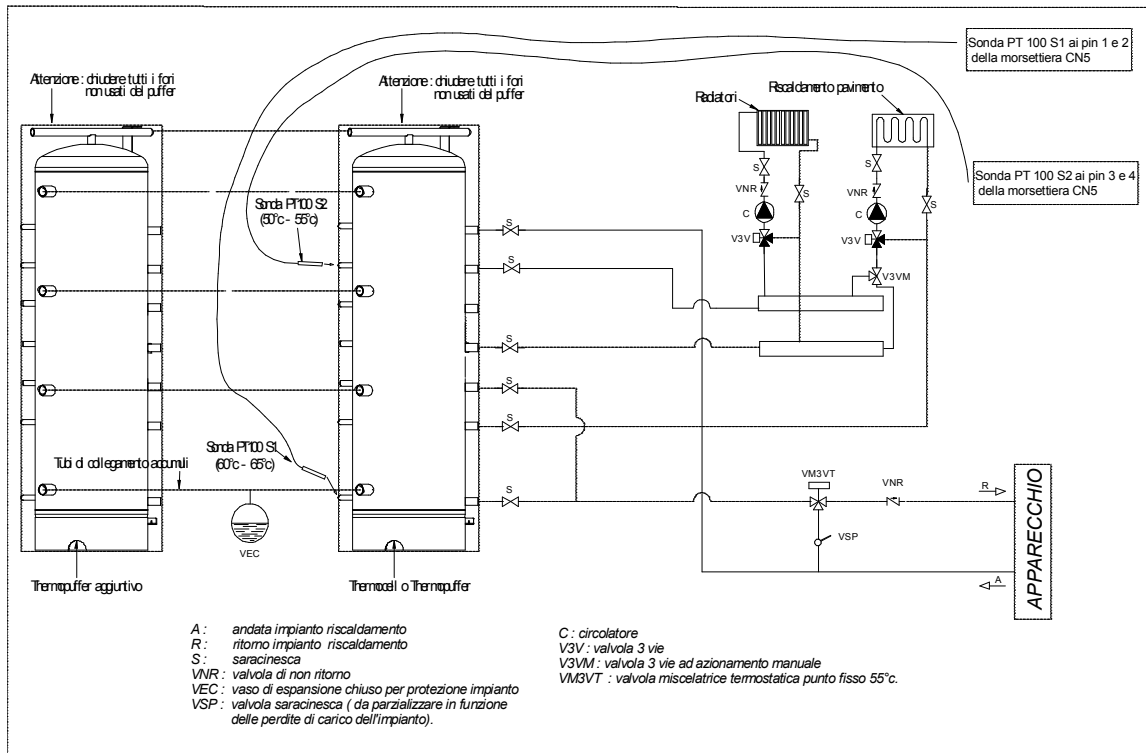 Sonda PT 100 S1 ai pin 1 e 2
della morsettiera CN5
Attenzione : chiudere tutti i fori
non usati del puffer
Attenzione : chiudere tutti i fori
non usati del puffer
Radiatori
Riscaldamento pavimento
S
S
Sonda PT 100 S2 ai pin 3 e 4
della morsettiera CN5
VNR
S
VNR
S
C
C
Sonda PT100 S2
(50°c - 55°c)
S
V3V
V3V
S
V3VM
S
S
S
Sonda PT100 S1
(60°c - 65°c)
Tubi di collegamento accumuli
S
VM3VT
VNR
R
VSP
VEC
A
APPARECCHIO
Thermopuffer aggiuntivo
Thermocell o Thermopuffer
A : andata impianto riscaldamento
R : ritorno impianto riscaldamento
S : saracinesca
VNR : valvola di non ritorno
VEC : vaso di espansione chiuso per protezione impianto
VSP : valvola saracinesca ( da parzializzare in funzione
delle perdite di carico dell'impianto).
C : circolatore
V3V : valvola 3 vie
V3VM : valvola 3 vie ad azionamento manuale
VM3VT : valvola miscelatrice termostatica punto fisso 55°c.